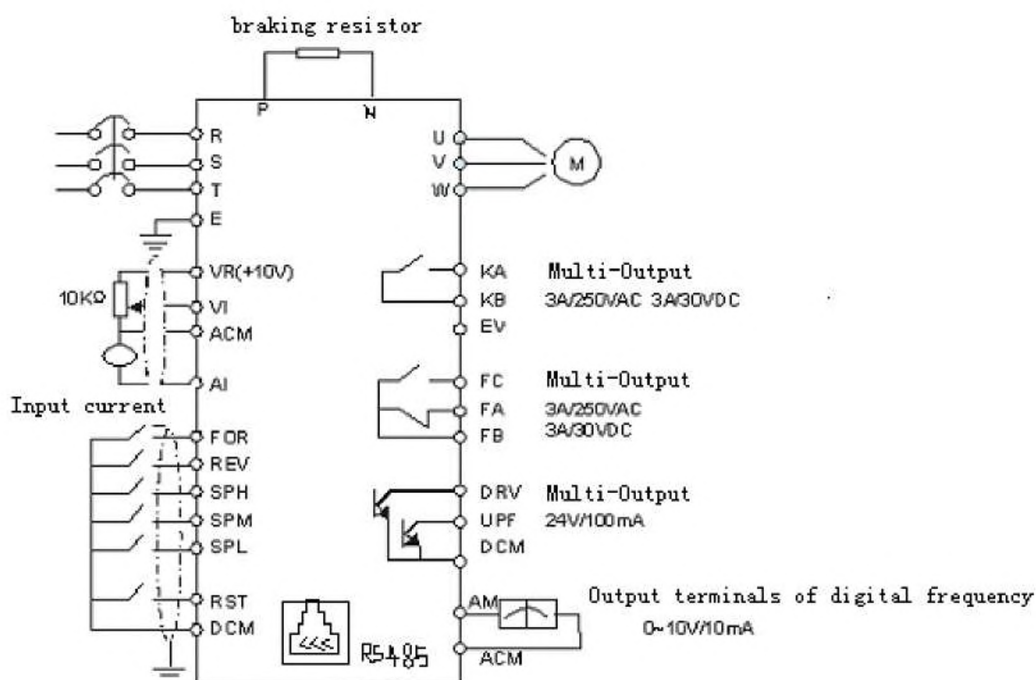 braking resistor
P N
R
S
T
E
VR(+10V)
10KΩ
VI
ACM
AI
Input current
FOR
REV
SPH
SPM
SPL
RST
DCM
RS485
U
V
W
M
KA Multi-Output
KB 3A/250VAC 3A/30VDC
EV
FC Multi-Output
FA 3A/250VAC
FB 3A/30VDC
DRV Multi-Output
UPF 24V/100mA
DCM
AM Output terminals of digital frequency
0~10V/10mA
ACM